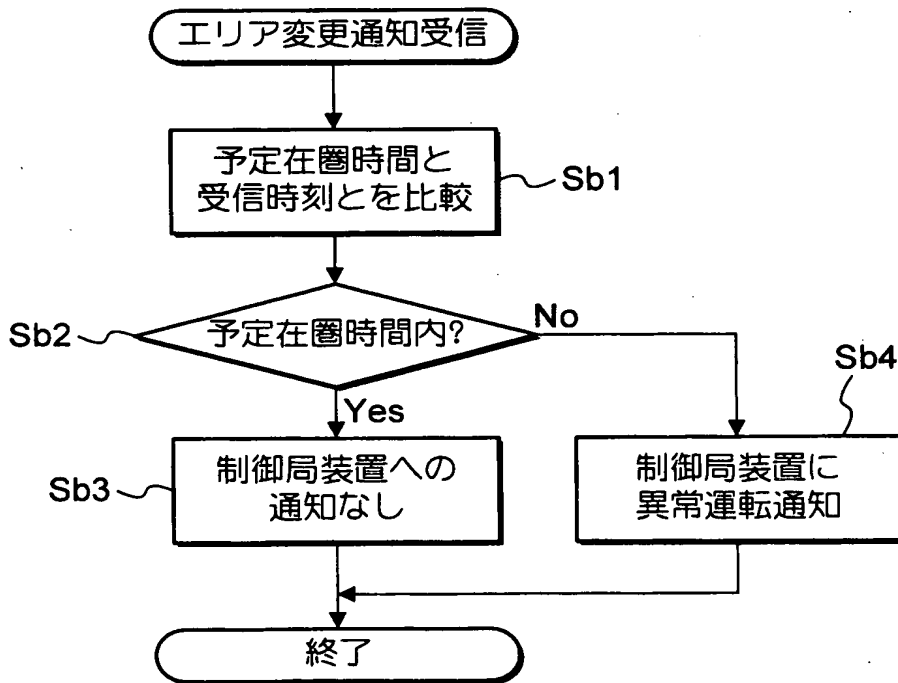 エリア変更通知受信
予定在圏時間と
受信時刻とを比較
Sb1
Sb2
予定在圏時間内?
No
Yes
Sb4
Sb3
制御局装置への
通知なし
制御局装置に
異常運転通知
終了